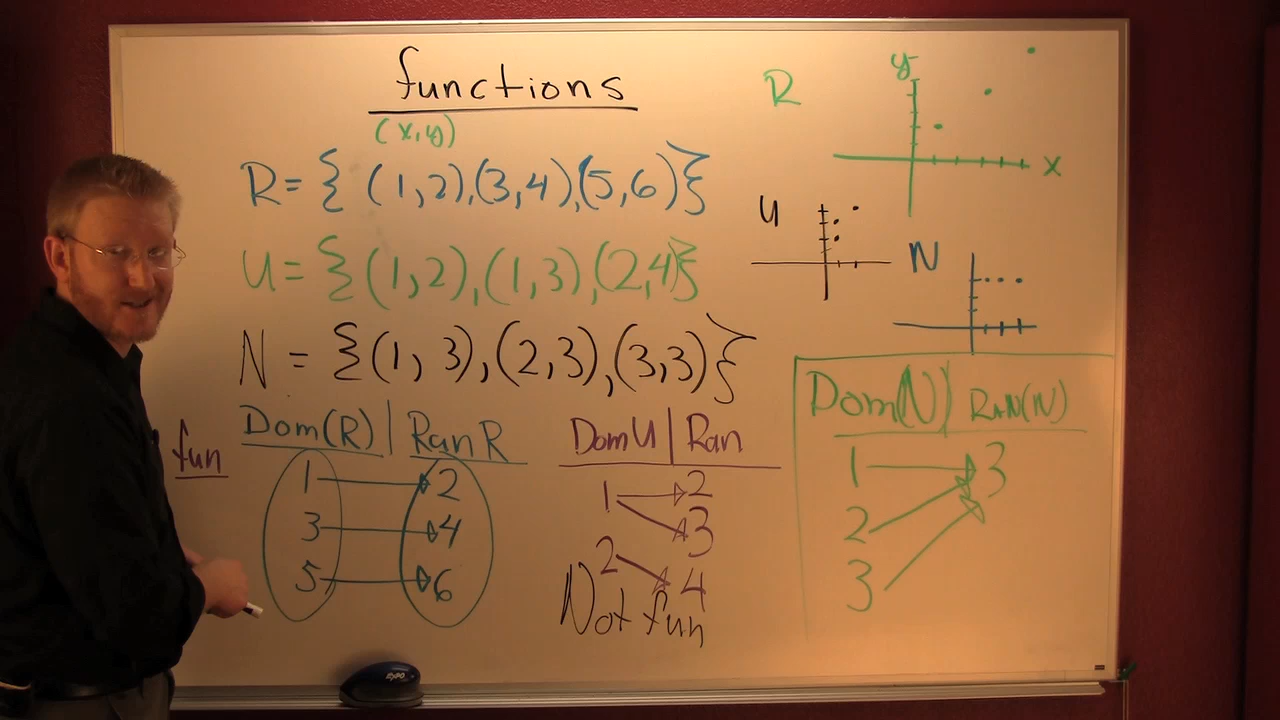 functions
(x,y)
R = { (1,2),(3,4),(5,6) }
U = { (1,2),(1,3),(2,4) }
N = { (1, 3),(2,3),(3,3) }
fun
Dom(R) | Ran R
1 2
3 4
5 6
Dom U | Ran
1 2
3
2 4
Not fun
R
y
x
U
N
Dom(N) | RAN(N)
1 3
2
3
EXPO